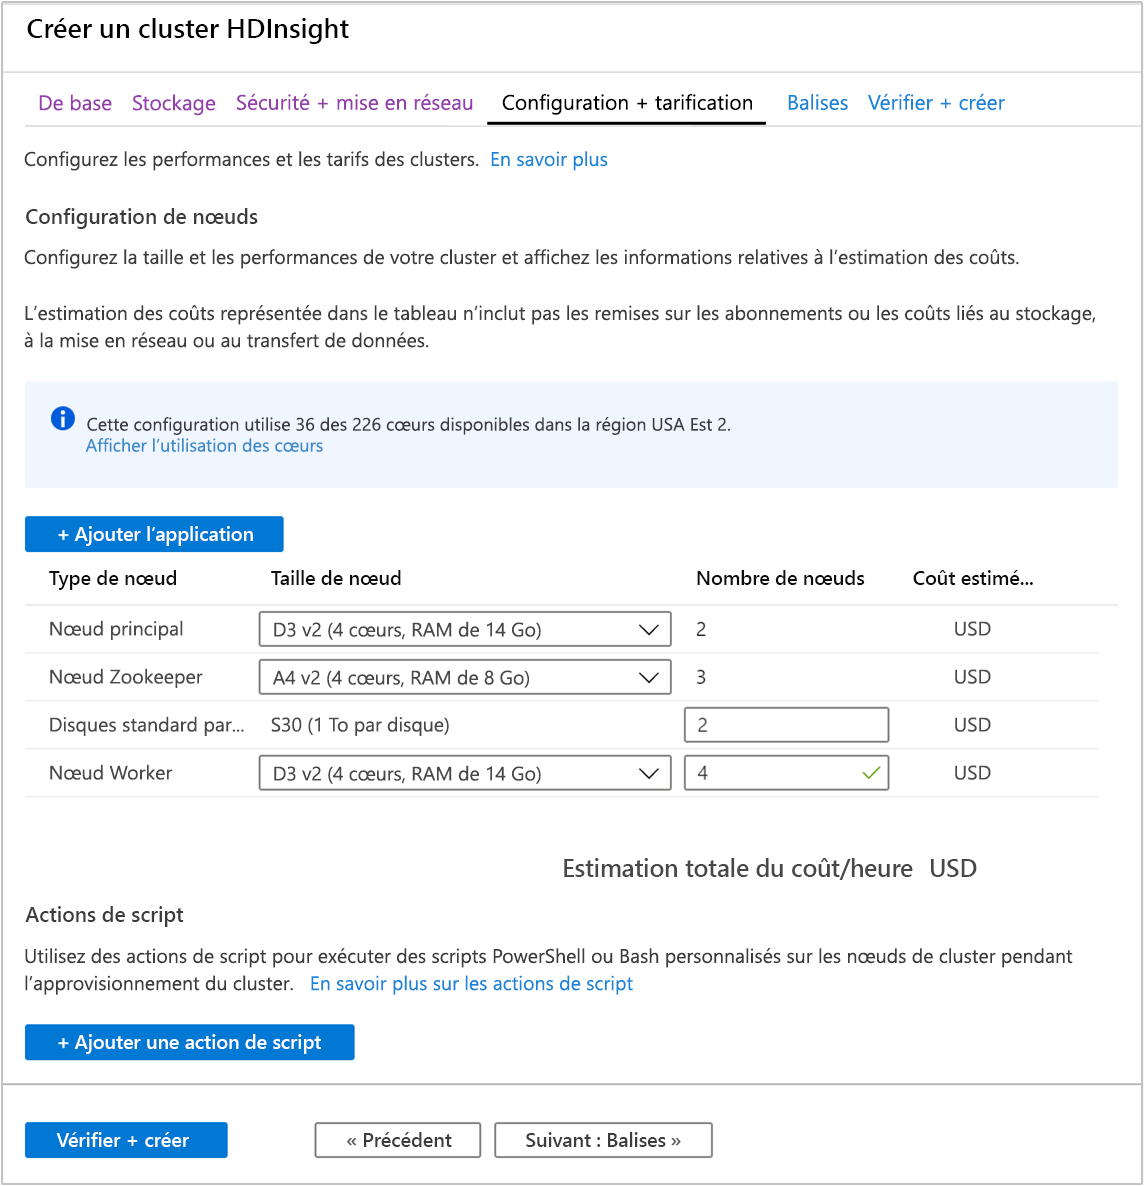 Créer un cluster HDInsight
De base Stockage Sécurité + mise en réseau Configuration + tarification Balises Vérifier + créer
Configurez les performances et les tarifs des clusters. En savoir plus
Configuration de nœuds
Configurez la taille et les performances de votre cluster et affichez les informations relatives à l’estimation des coûts.
L’estimation des coûts représentée dans le tableau n’inclut pas les remises sur les abonnements ou les coûts liés au stockage,
à la mise en réseau ou au transfert de données.
Cette configuration utilise 36 des 226 cœurs disponibles dans la région USA Est 2.
Afficher l’utilisation des cœurs
+ Ajouter l’application
Type de nœud Taille de nœud Nombre de nœuds Coût estimé...
Nœud principal D3 v2 (4 cœurs, RAM de 14 Go) 2 USD
Nœud Zookeeper A4 v2 (4 cœurs, RAM de 8 Go) 3 USD
Disques standard par... S30 (1 To par disque) 2 USD
Nœud Worker D3 v2 (4 cœurs, RAM de 14 Go) 4 USD
Estimation totale du coût/heure USD
Actions de script
Utilisez des actions de script pour exécuter des scripts PowerShell ou Bash personnalisés sur les nœuds de cluster pendant
l’approvisionnement du cluster. En savoir plus sur les actions de script
+ Ajouter une action de script
Vérifier + créer « Précédent Suivant : Balises »